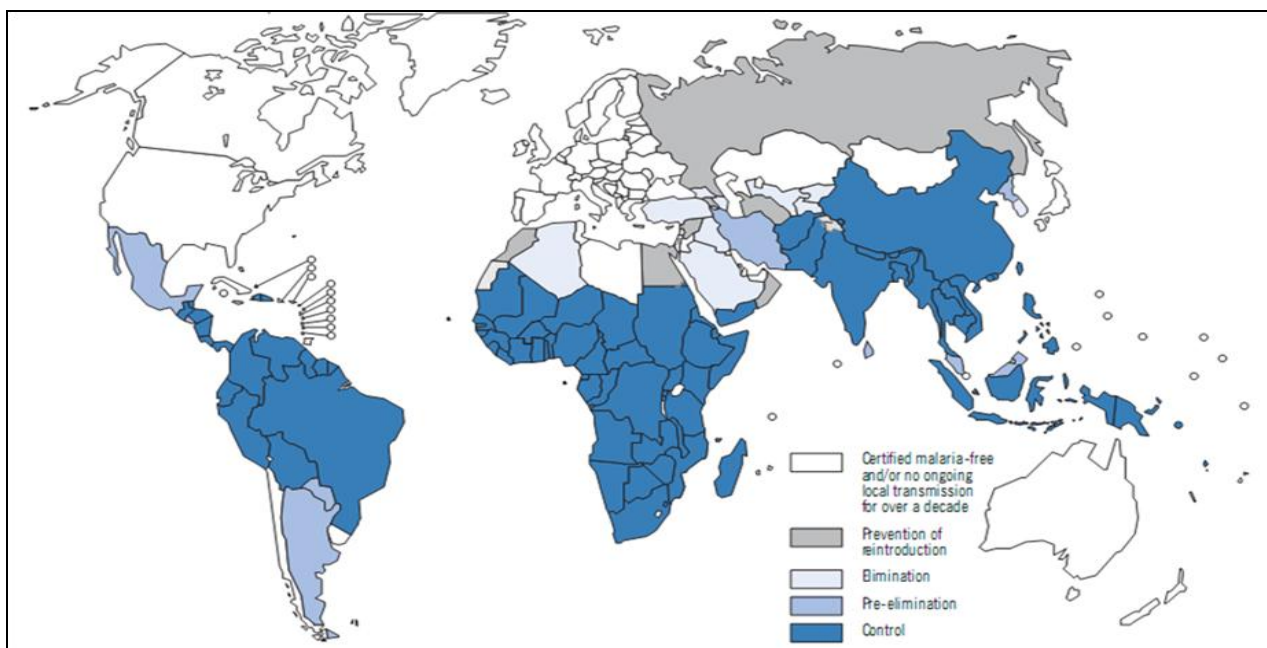 Certified malaria-free
and/or no ongoing
local transmission
for over a decade
Prevention of
reintroduction
Elimination
Pre-elimination
Control